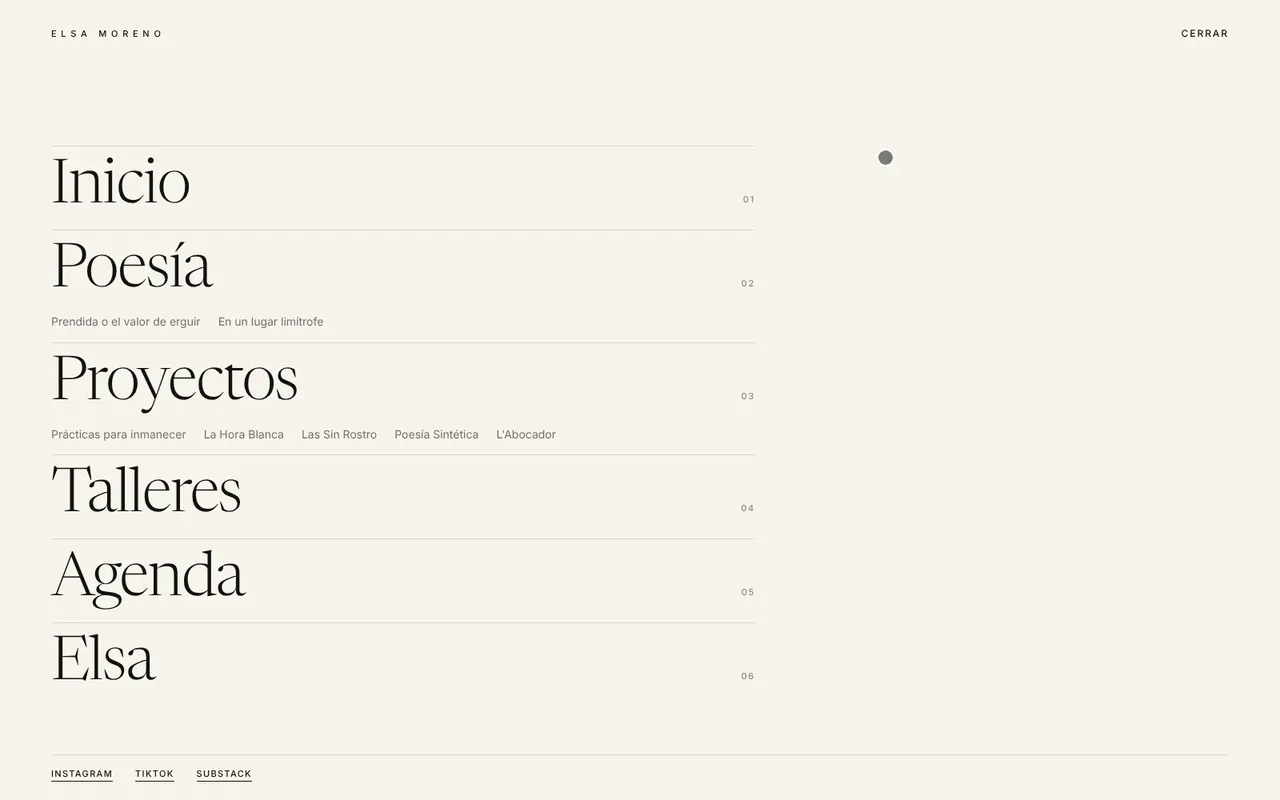 ELSA MORENO
CERRAR
Inicio
01
Poesía
02
Prendida o el valor de erguir
En un lugar limítrofe
Proyectos
03
Prácticas para inmanecer
La Hora Blanca
Las Sin Rostro
Poesía Sintética
L'Abocador
Talleres
04
Agenda
05
Elsa
06
INSTAGRAM
TIKTOK
SUBSTACK